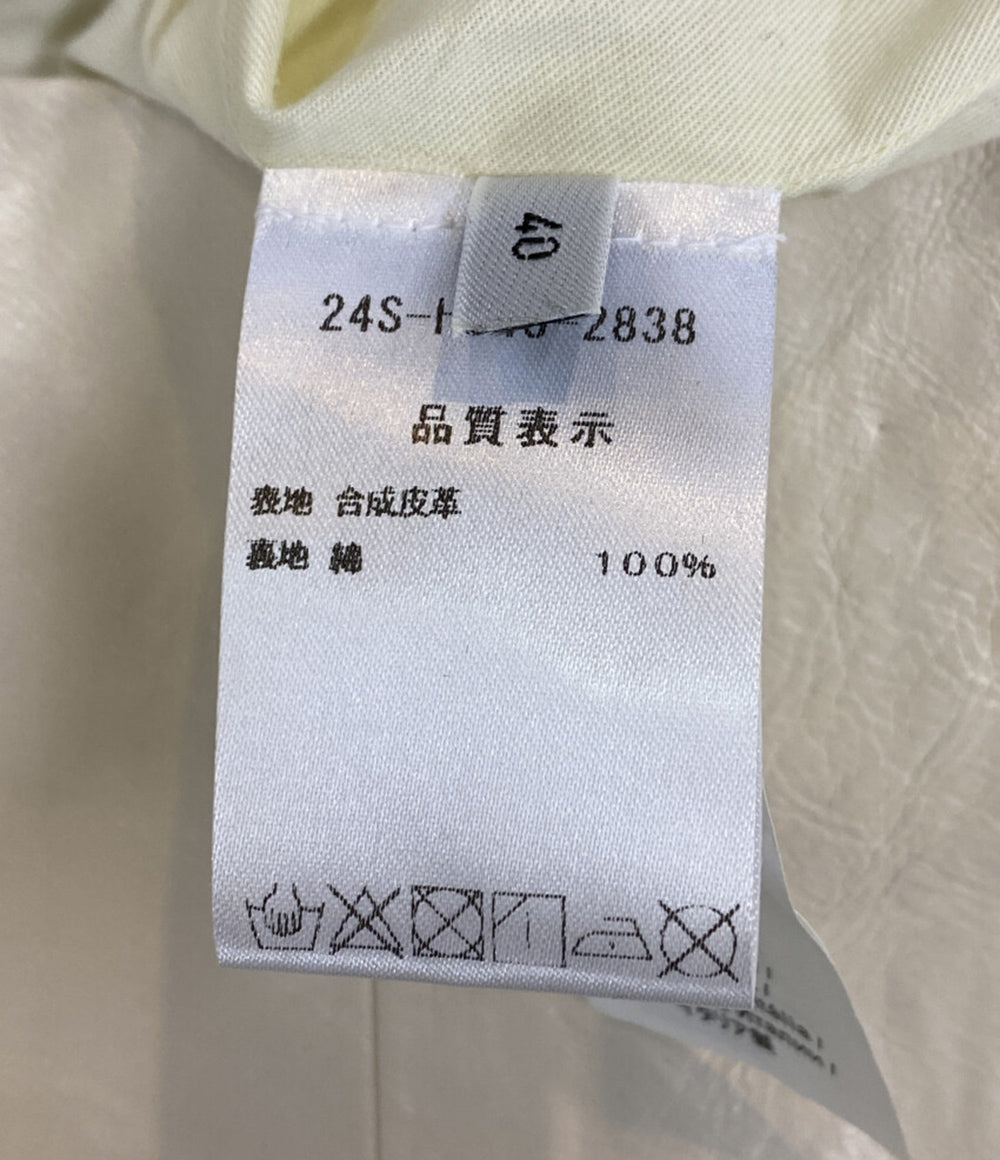 40
24S-H 2838
品質表示
表地 合成皮革
裏地 綿 100%